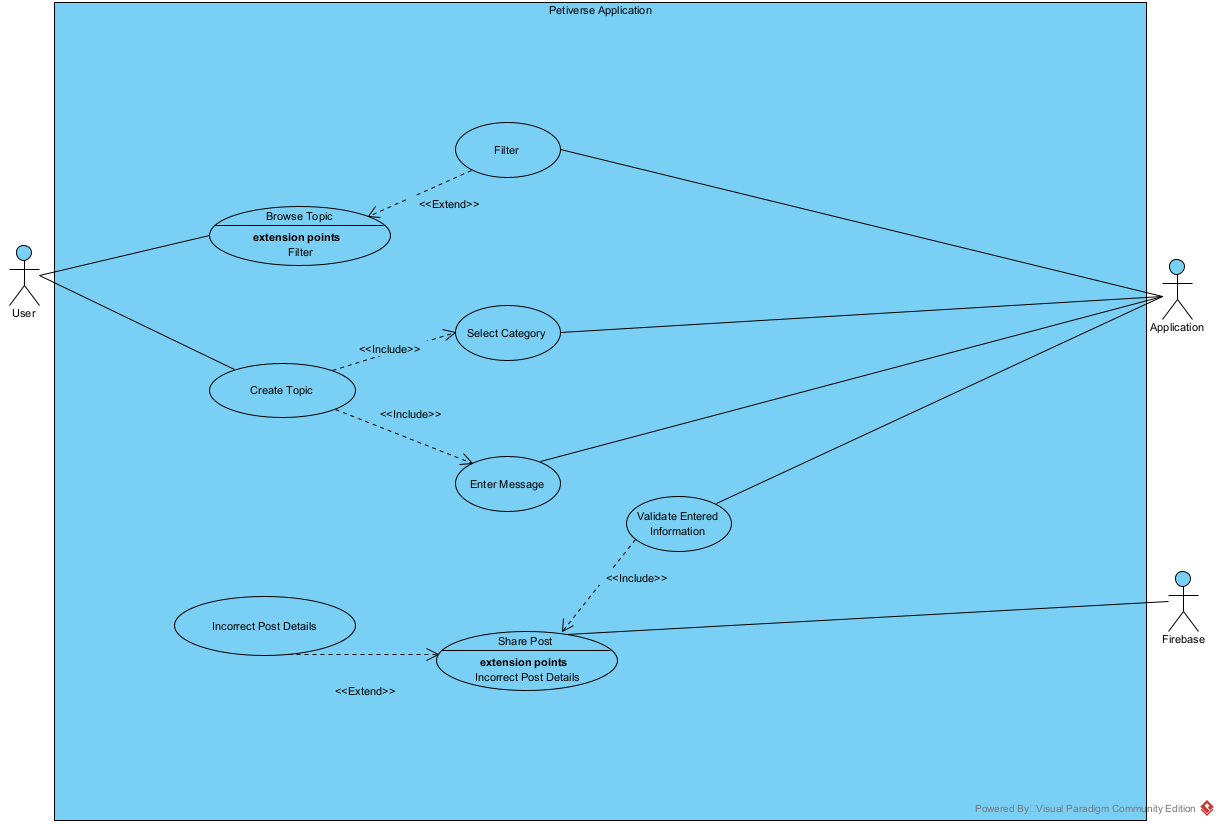 Petiverse Application
Filter
<<Extend>>
Browse Topic
extension points
Filter
User
Application
<<Include>>
Select Category
Create Topic
<<Include>>
Enter Message
Validate Entered
Information
<<Include>>
Firebase
Incorrect Post Details
Share Post
extension points
Incorrect Post Details
<<Extend>>
Powered By Visual Paradigm Community Edition